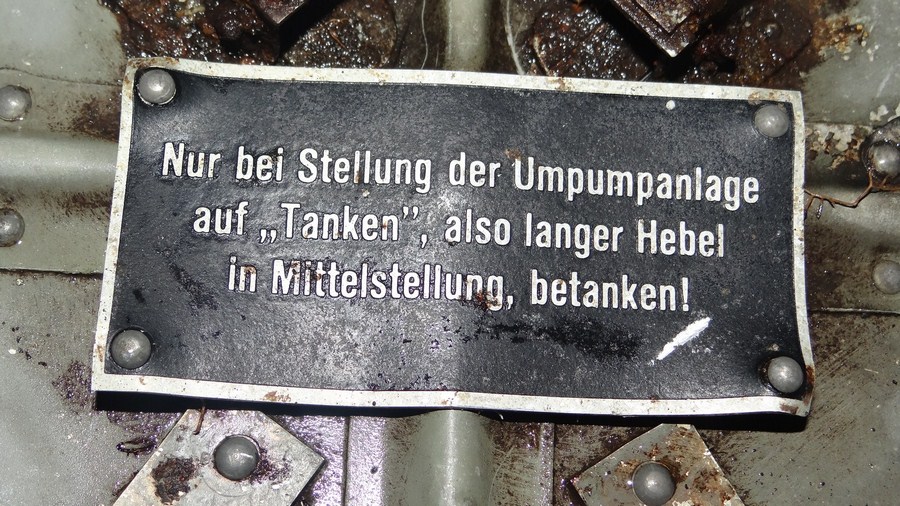 Nur bei Stellung der Umpumpanlage
auf „Tanken”, also langer Hebel
in Mittelstellung, betanken!